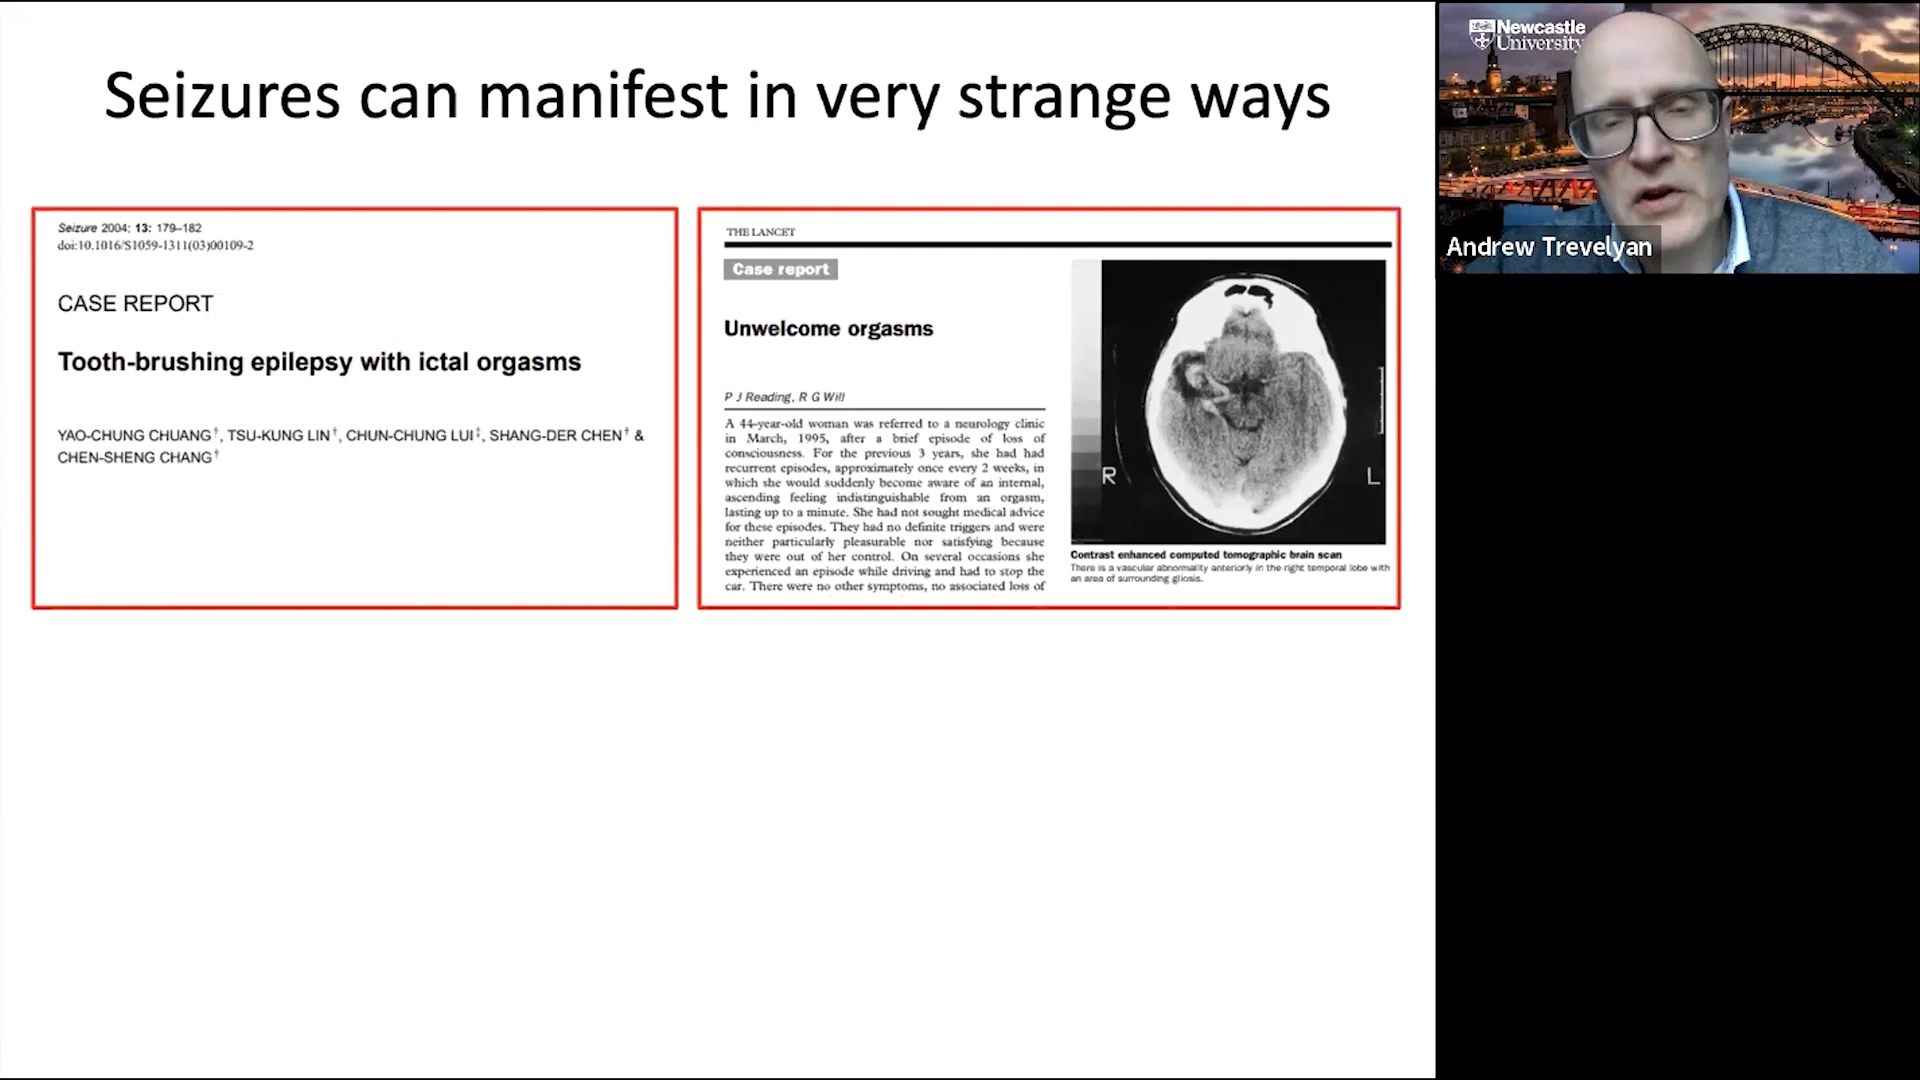 Seizures can manifest in very strange ways
Seizure 2004; 13: 179–182
doi:10.1016/S1059-1311(03)00109-2
CASE REPORT
Tooth-brushing epilepsy with ictal orgasms
YAO-CHUNG CHUANG†, TSU-KUNG LIN†, CHUN-CHUNG LUI‡, SHANG-DER CHEN† &
CHEN-SHENG CHANG†
THE LANCET
Case report
Unwelcome orgasms
P J Reading, R G Will
A 44-year-old woman was referred to a neurology clinic
in March, 1995, after a brief episode of loss of
consciousness. For the previous 3 years, she had had
recurrent episodes, approximately once every 2 weeks, in
which she would suddenly become aware of an internal,
ascending feeling indistinguishable from an orgasm,
lasting up to a minute. She had not sought medical advice
for these episodes. They had no definite triggers and were
neither particularly pleasurable nor satisfying because
they were out of her control. On several occasions she
experienced an episode while driving and had to stop the
car. There were no other symptoms, no associated loss of
R
L
Contrast enhanced computed tomographic brain scan
There is a vascular abnormality anteriorly in the right temporal lobe with
an area of surrounding gliosis.
Newcastle
University
Andrew Trevelyan